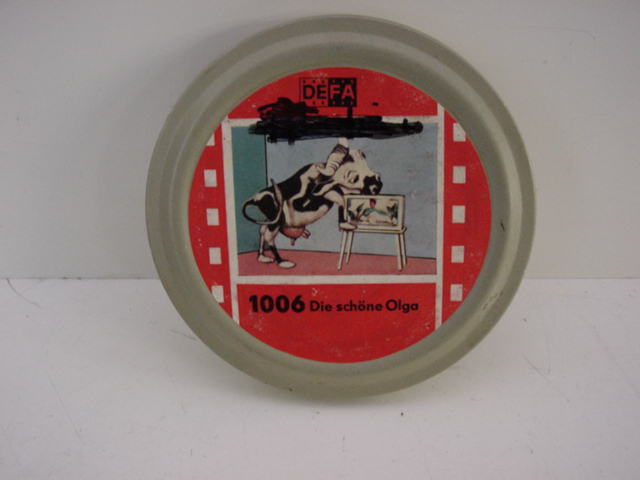 DEFA
1006 Die schöne Olga